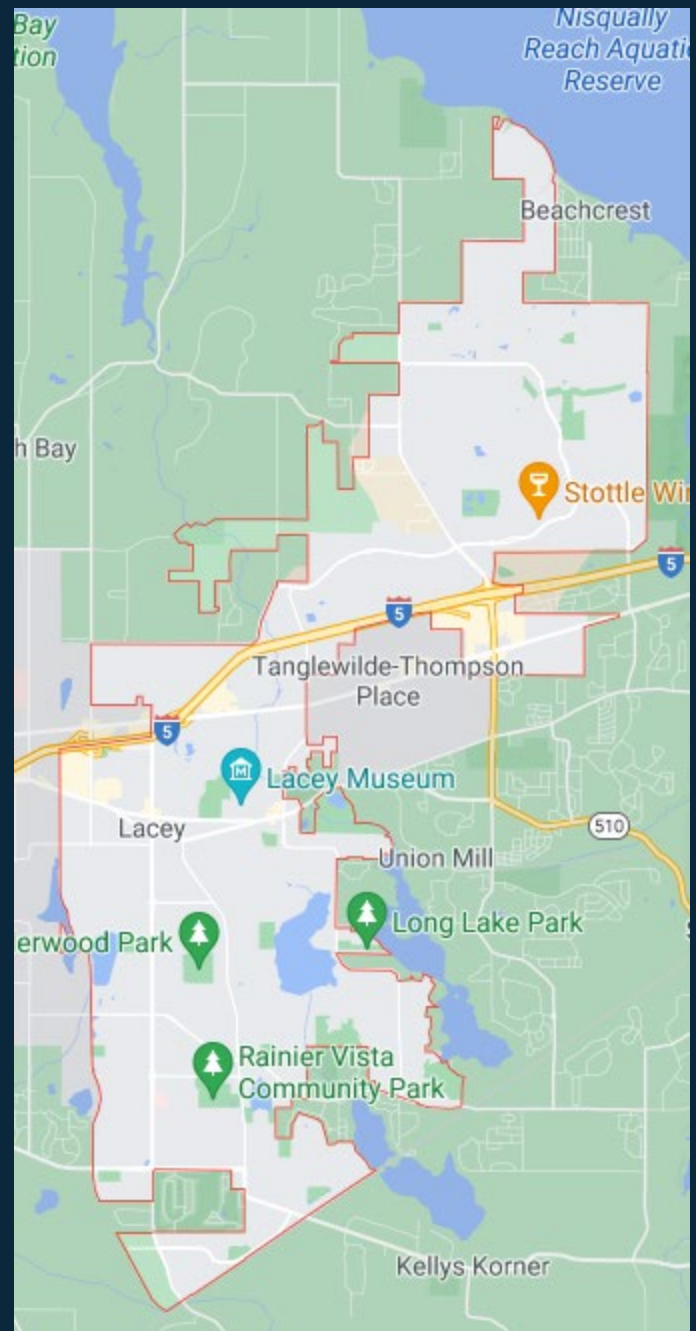 Bay
tion
Nisqually
Reach Aquatic
Reserve
Beachcrest
h Bay
Stottle Wi
5
5
Tanglewilde-Thompson
Place
5
Lacey Museum
Lacey
510
Union Mill
Long Lake Park
erwood Park
Rainier Vista
Community Park
Kellys Korner